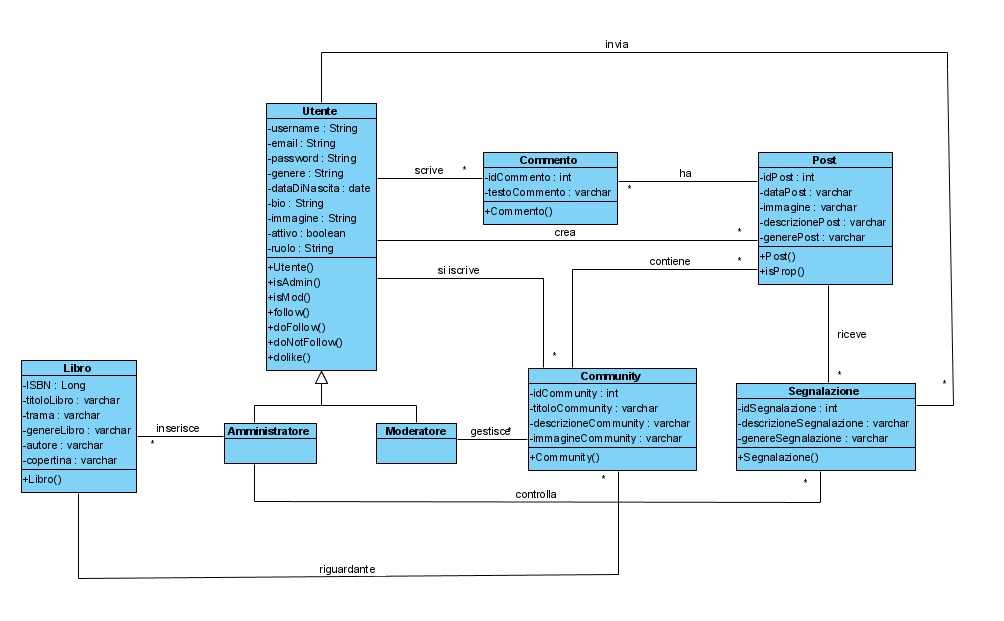 invia
Utente
-username : String
-email : String
-password : String
-genere : String
-dataDiNascita : date
-bio : String
-immagine : String
-attivo : boolean
-ruolo : String
+Utente()
+isAdmin()
+isMod()
+follow()
+doFollow()
+doNotFollow()
+dolike()
scrive
*
Commento
-idCommento : int
-testoCommento : varchar
+Commento()
ha
*
Post
-idPost : int
-dataPost : varchar
-immagine : varchar
-descrizionePost : varchar
-generePost : varchar
+Post()
+isProp()
crea
*
si iscrive
*
contiene
*
riceve
*
*
Libro
-ISBN : Long
-titoloLibro : varchar
-trama : varchar
-genereLibro : varchar
-autore : varchar
-copertina : varchar
+Libro()
inserisce
*
Amministratore
Moderatore
gestisce
*
Community
-idCommunity : int
-titoloCommunity : varchar
-descrizioneCommunity : varchar
-immagineCommunity : varchar
+Community()
*
Segnalazione
-idSegnalazione : int
-descrizioneSegnalazione : varchar
-genereSegnalazione : varchar
+Segnalazione()
*
controlla
riguardante